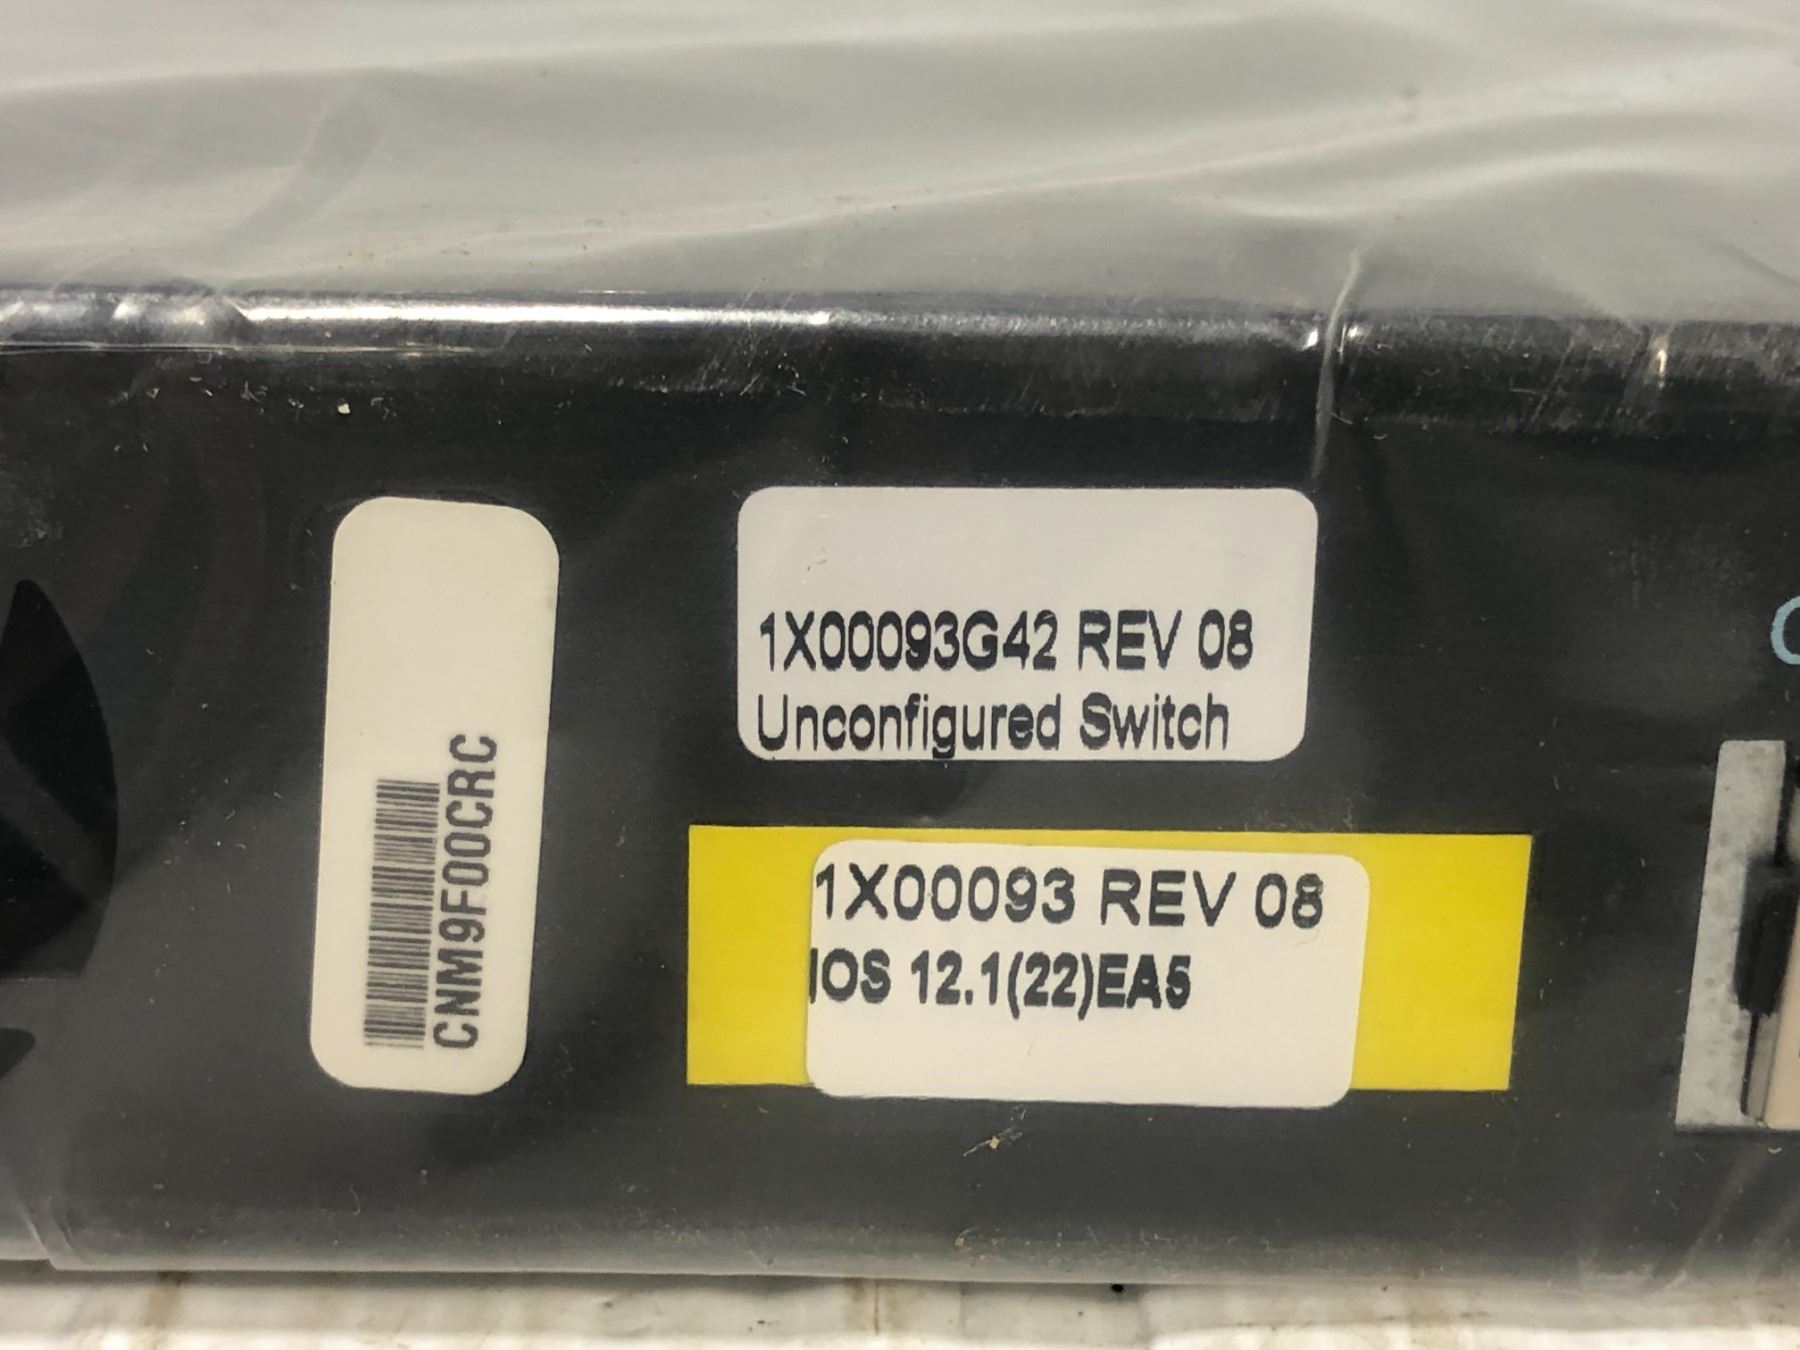 CNM9F00CRC
1X00093G42 REV 08
Unconfigured Switch
1X00093 REV 08
IOS 12.1(22)EA5